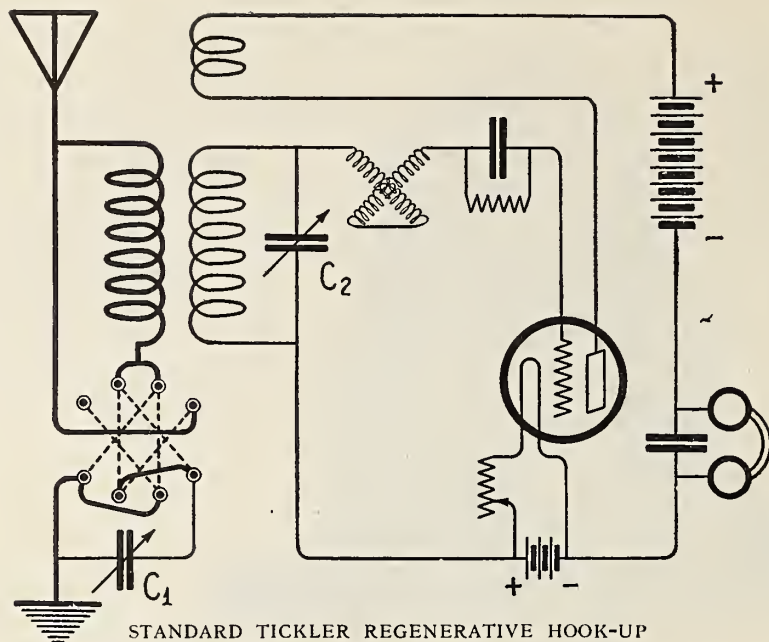 +
-
C2
+ -
C1
STANDARD TICKLER REGENERATIVE HOOK-UP